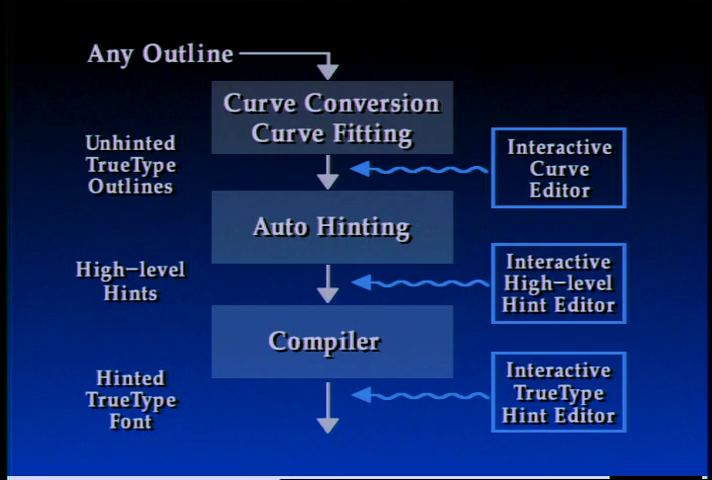 Any Outline
Curve Conversion
Curve Fitting
Unhinted
TrueType
Outlines
Interactive
Curve
Editor
Auto Hinting
High-level
Hints
Interactive
High-level
Hint Editor
Compiler
Hinted
TrueType
Font
Interactive
TrueType
Hint Editor